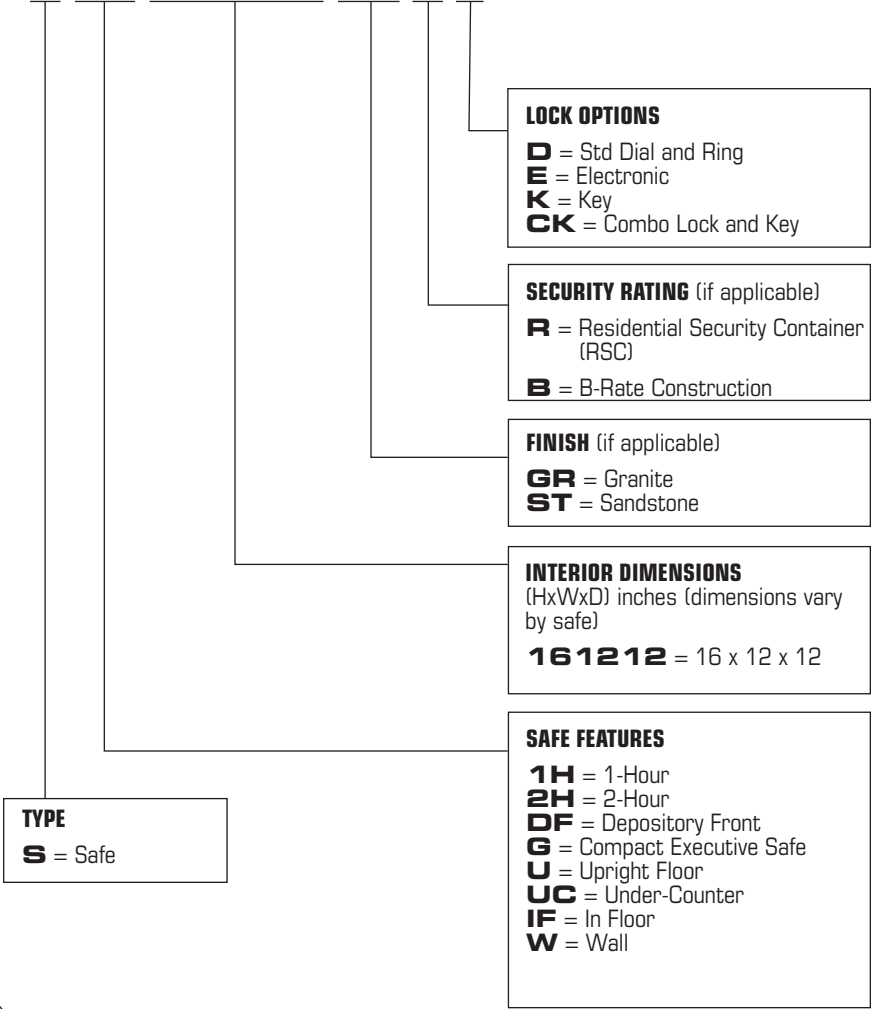 LOCK OPTIONS
D = Std Dial and Ring
E = Electronic
K = Key
CK = Combo Lock and Key
SECURITY RATING (if applicable)
R = Residential Security Container
(RSC)
B = B-Rate Construction
FINISH (if applicable)
GR = Granite
ST = Sandstone
INTERIOR DIMENSIONS
(HxWxD) inches (dimensions vary
by safe)
161212 = 16 x 12 x 12
SAFE FEATURES
1H = 1-Hour
2H = 2-Hour
DF = Depository Front
G = Compact Executive Safe
U = Upright Floor
UC = Under-Counter
IF = In Floor
W = Wall
TYPE
S = Safe